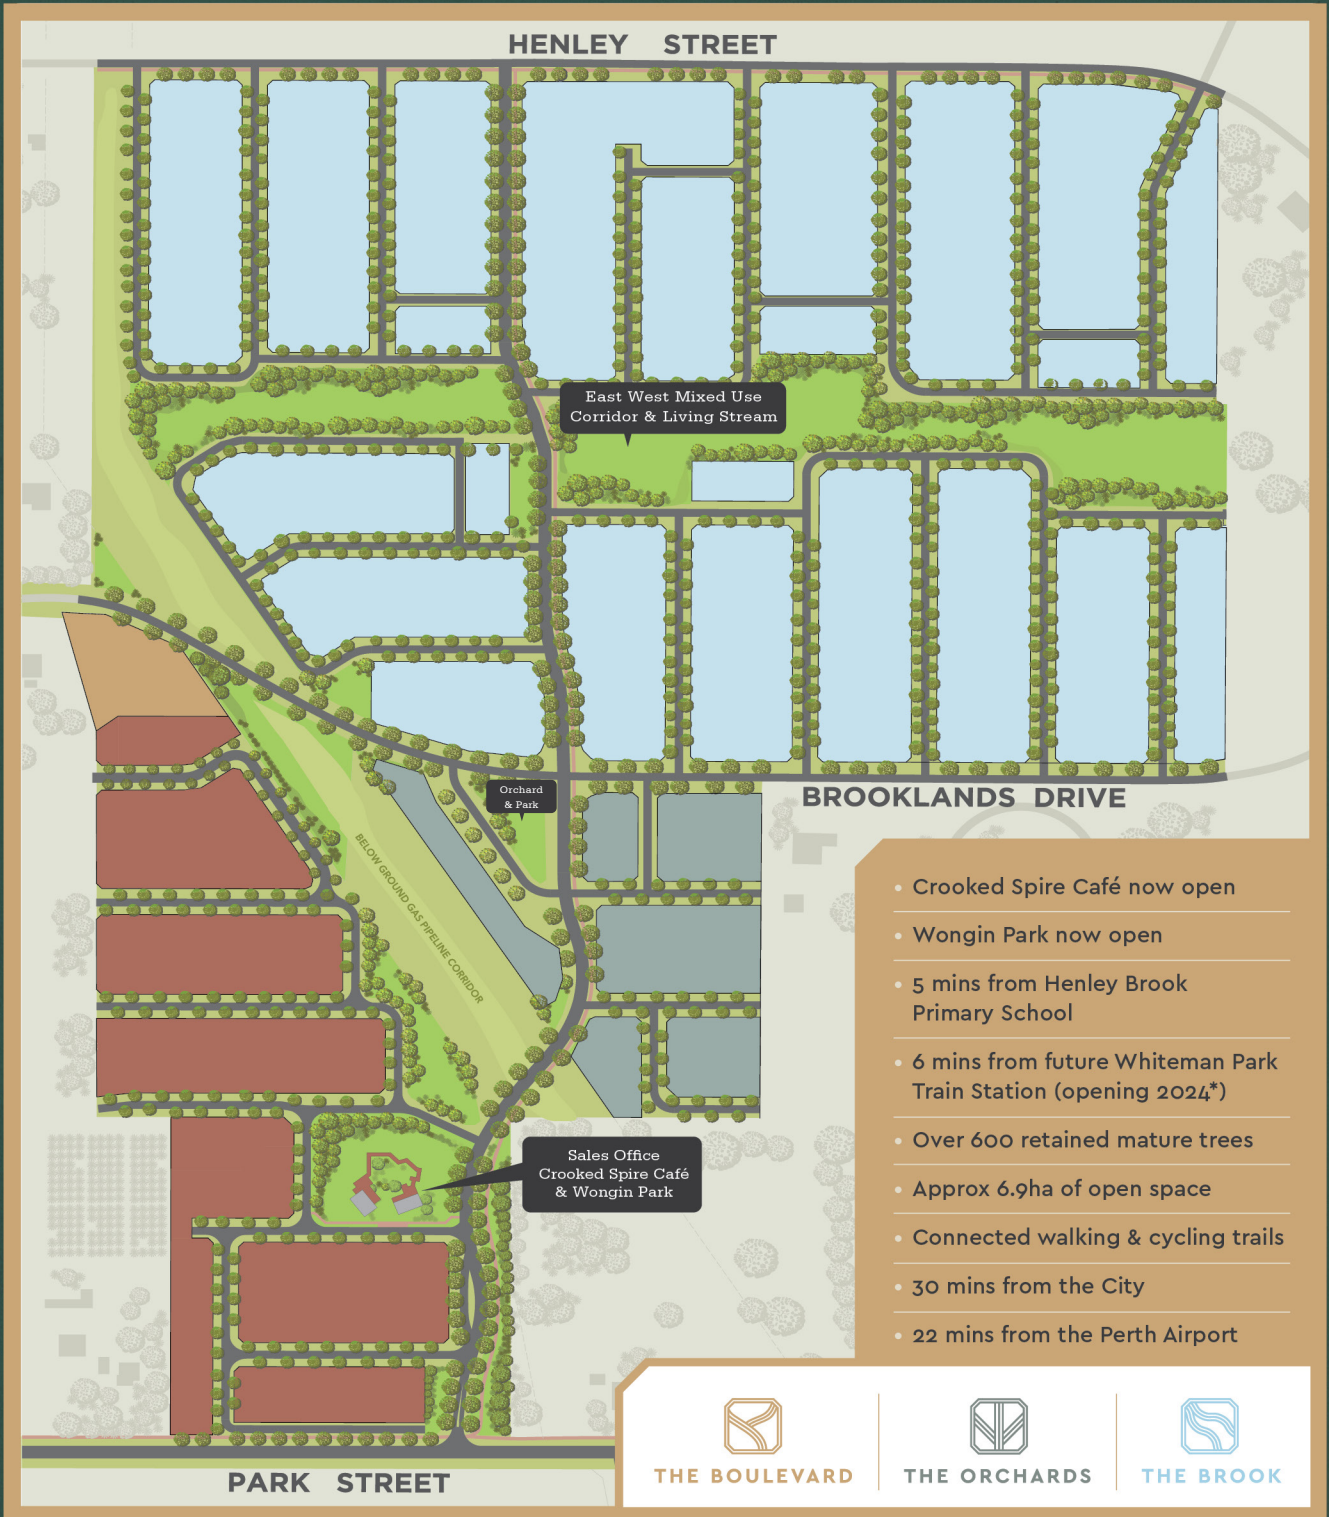 HENLEY STREET
East West Mixed Use
Corridor & Living Stream
Orchard
& Park
BROOKLANDS DRIVE
BELOW GROUND GAS PIPELINE CORRIDOR
• Crooked Spire Café now open
• Wongin Park now open
• 5 mins from Henley Brook
Primary School
• 6 mins from future Whiteman Park
Train Station (opening 2024*)
• Over 600 retained mature trees
• Approx 6.9ha of open space
• Connected walking & cycling trails
• 30 mins from the City
• 22 mins from the Perth Airport
Sales Office
Crooked Spire Café
& Wongin Park
PARK STREET
THE BOULEVARD
THE ORCHARDS
THE BROOK